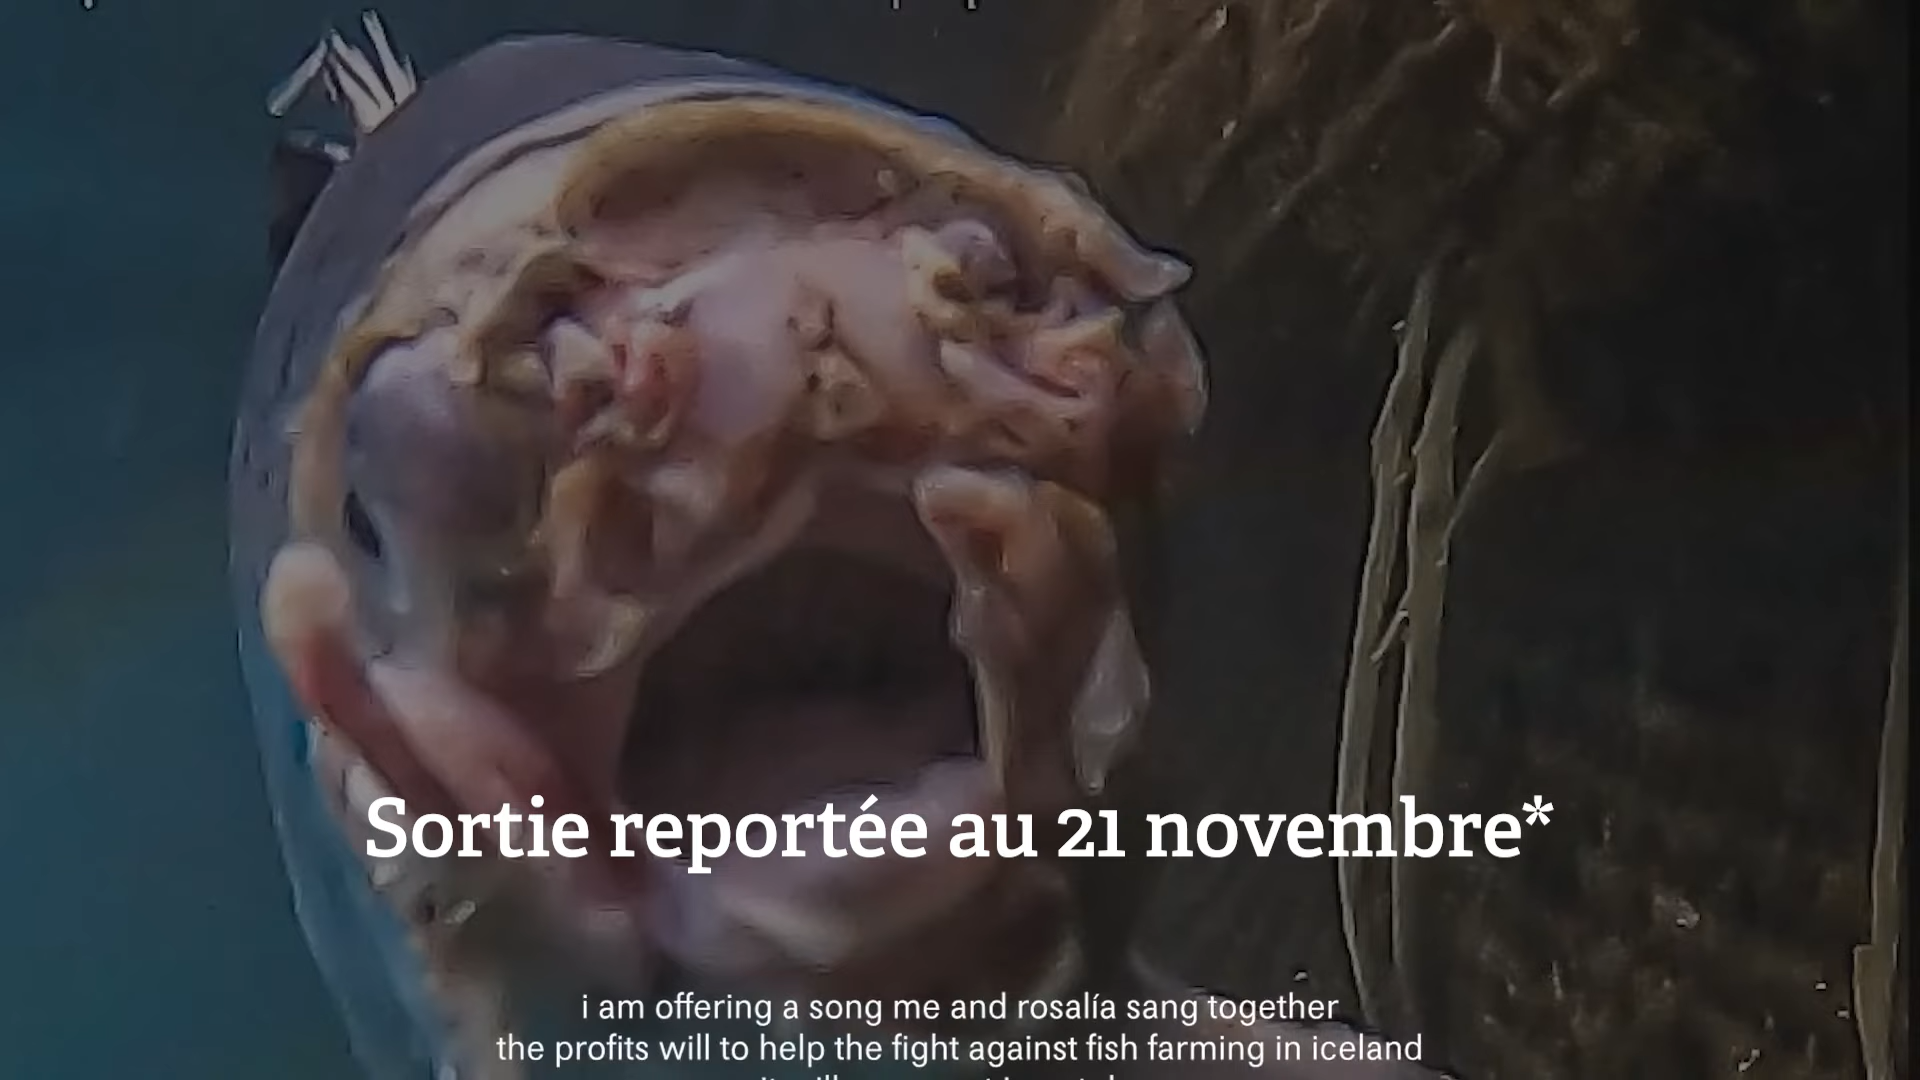 Sortie reportée au 21 novembre*
i am offering a song me and rosalía sang together
the profits will to help the fight against fish farming in iceland